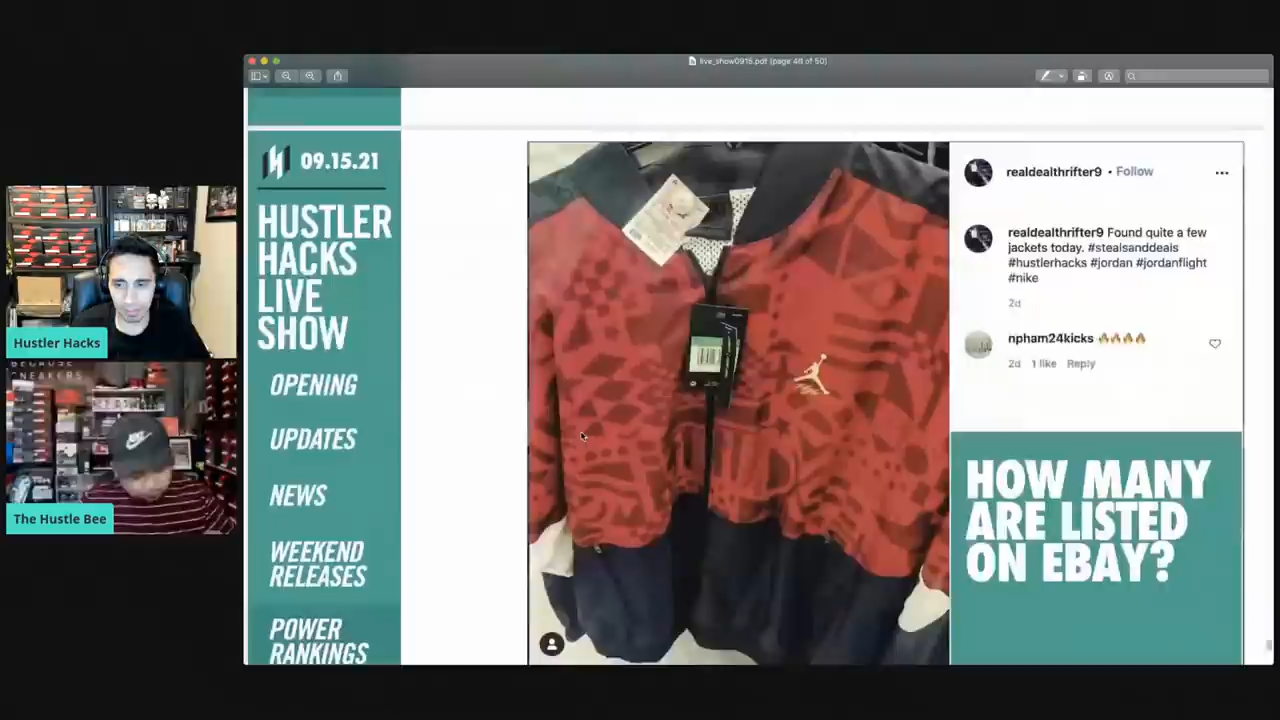 live_show0915.pdf (page 48 of 50)
09.15.21
HUSTLER
HACKS
LIVE
SHOW
OPENING
UPDATES
NEWS
WEEKEND
RELEASES
POWER
RANKINGS
realdealthrifter9 • Follow
realdealthrifter9 Found quite a few
jackets today. #stealsanddeals
#hustlerhacks #jordan #jordanflight
#nike
2d
npham24kicks 🔥🔥🔥🔥
2d 1 like Reply
HOW MANY
ARE LISTED
ON EBAY?
Hustler Hacks
BECAUSE
SNEAKERS
The Hustle Bee